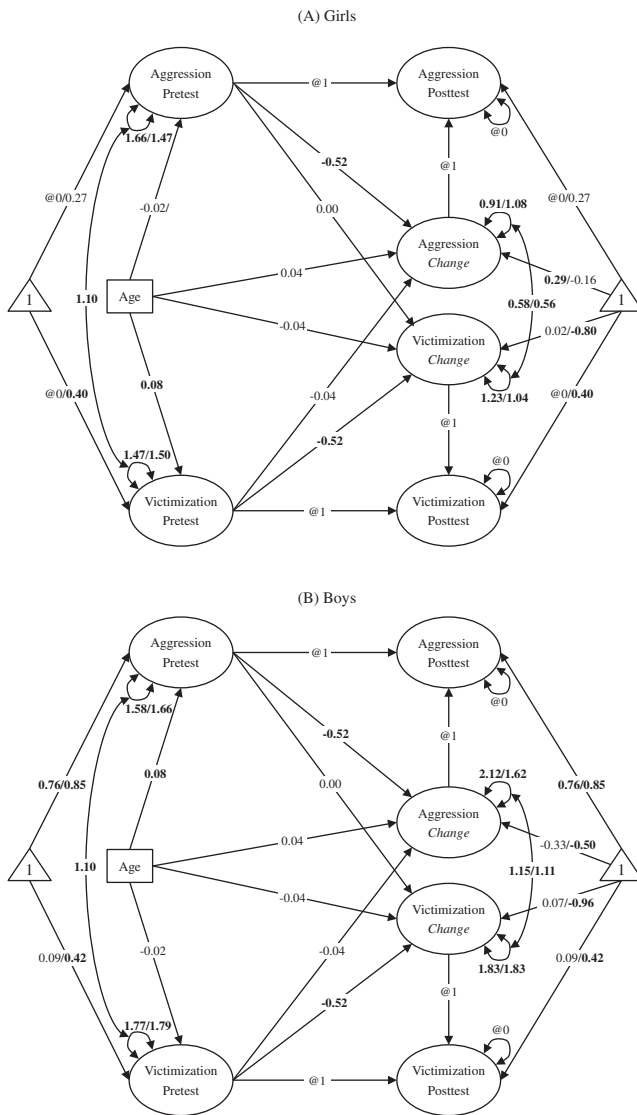 (A) Girls
Aggression
Pretest
Aggression
Posttest
@1
@0
1.66/1.47
-0.52
@1
@0/0.27
-0.02/
0.00
0.91/1.08
@0/0.27
Aggression
Change
0.04
0.29/-0.16
1
1.10
Age
0.58/0.56
1
-0.04
Victimization
Change
0.02/-0.80
0.08
-0.04
1.23/1.04
@0/0.40
-0.52
@1
@0/0.40
1.47/1.50
@0
Victimization
Pretest
@1
Victimization
Posttest
(B) Boys
Aggression
Pretest
Aggression
Posttest
@1
@0
1.58/1.66
-0.52
@1
0.76/0.85
0.08
0.00
2.12/1.62
0.76/0.85
Aggression
Change
0.04
-0.33/-0.50
1
1.10
Age
1.15/1.11
1
-0.04
Victimization
Change
0.07/-0.96
-0.02
-0.04
1.83/1.83
0.09/0.42
-0.52
@1
0.09/0.42
1.77/1.79
@0
Victimization
Pretest
@1
Victimization
Posttest